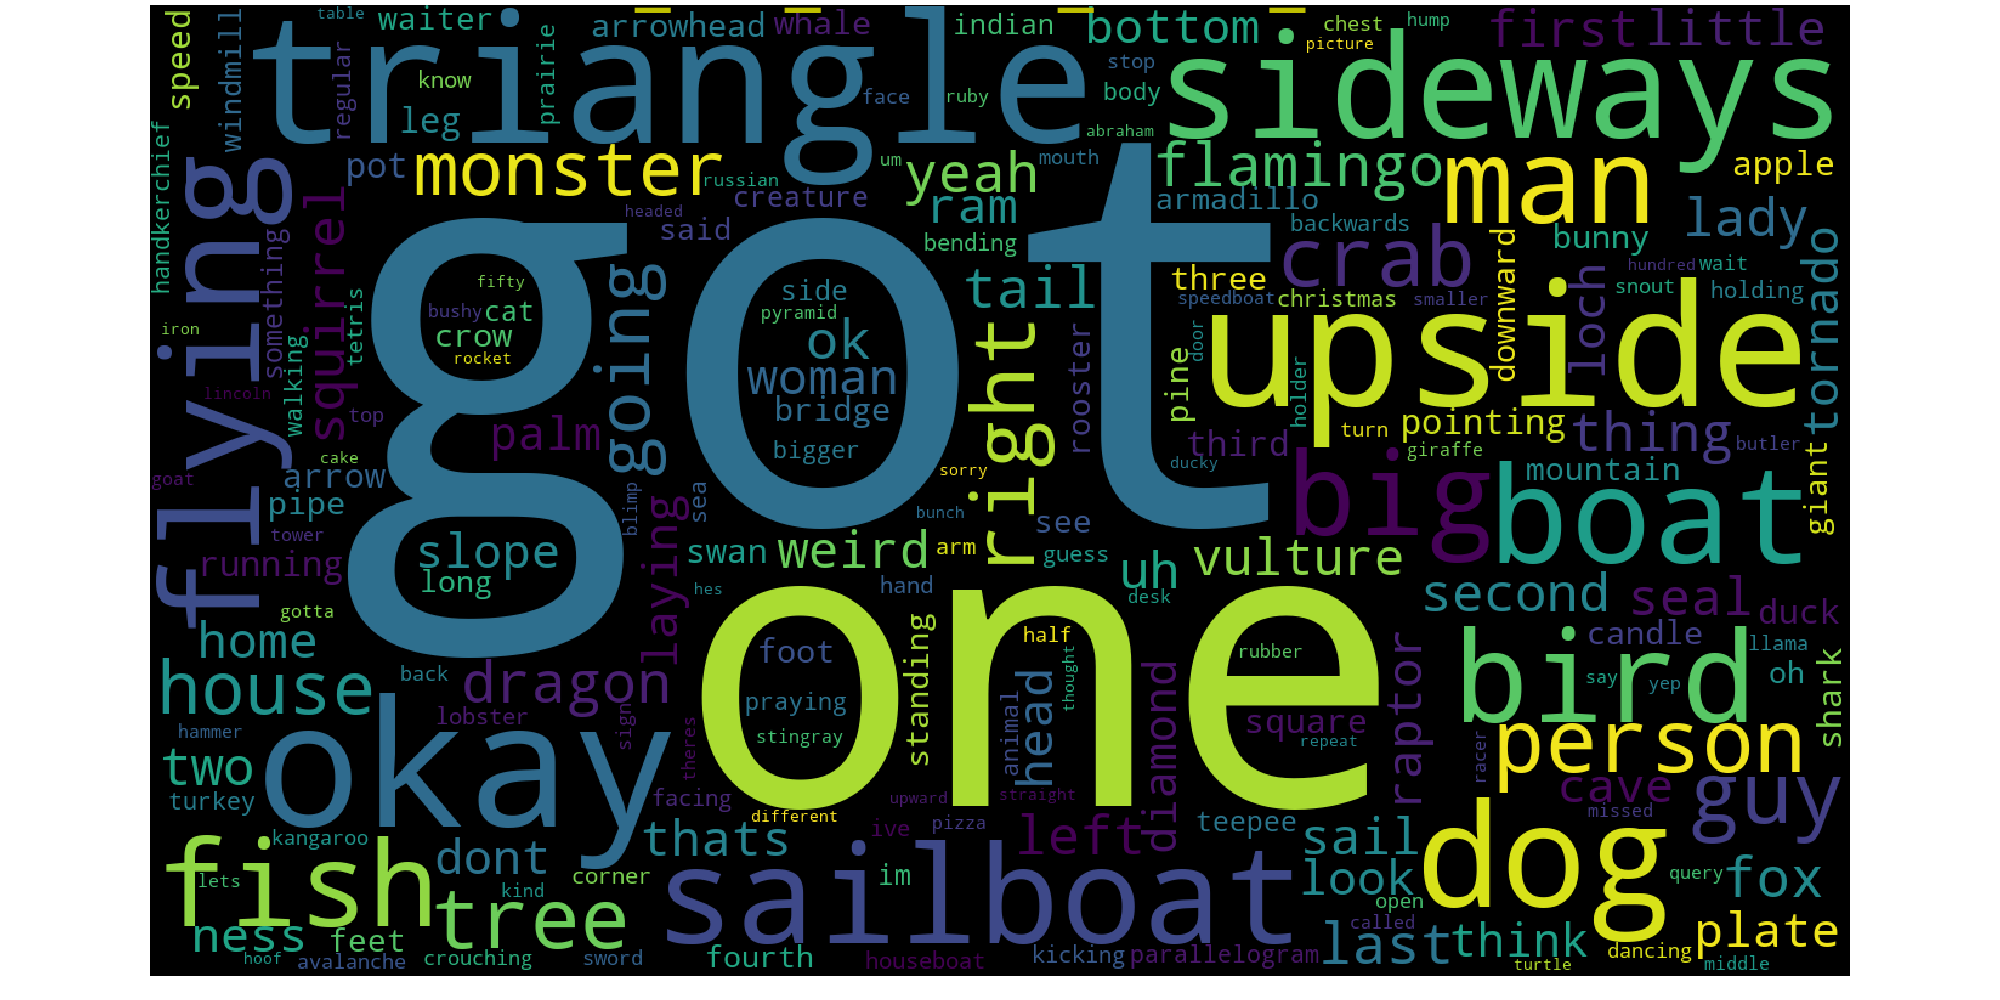 table
waiter
arrowhead
whale
indian
bottom
chest
hump
first
little
speed
windmill
triangle
know
prairie
regular
leg
face
ruby
stop
body
picture
sideways
handkerchief
flying
pot
monster
russian
um
yeah
mouth
abraham
flamingo
man
apple
squirrel
creature
headed
said
ram
armadillo
backwards
bunny
lady
something
got
going
bending
tail
crab
downward
loch
hundred
wait
tornado
iron
tetris
fifty
bushy
cat
crow
rocket
side
pyramid
ok
woman
bridge
bigger
right
rooster
three
speedboat
christmas
smaller
snout
holding
upside
door
pine
holder
lincoln
walking
top
palm
third
turn
pointing
giraffe
thing
butler
giant
cake
goat
arrow
pipe
blimp
sea
sorry
bunch
ducky
big
boat
mountain
tower
running
slope
long
laying
swan
weird
arm
see
guess
uh
vulture
desk
second
seal
duck
hes
hand
gotta
home
house
back
dragon
one
foot
praying
stingray
standing
half
thought
head
animal
diamond
rubber
square
repeat
raptor
bird
candle
llama
say
yep
oh
shark
hammer
okay
lobster
sign
theres
person
racer
two
turkey
facing
different
upward
straight
cave
guy
missed
kangaroo
fish
lets
dont
thats
ive
pizza
left
teepee
sail
dog
corner
kind
tree
sailboat
im
look
open
query
fox
ness
hoof
feet
avalanche
crouching
sword
fourth
houseboat
kicking
parallelogram
called
last
think
turtle
dancing
plate
middle